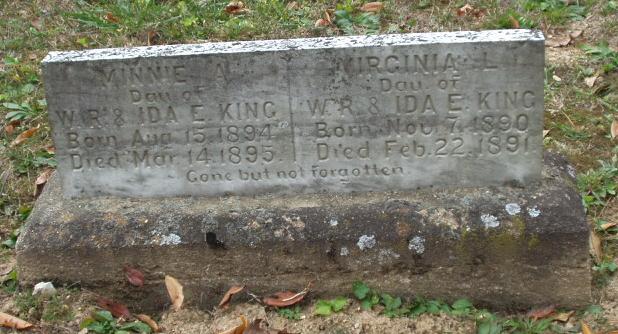 MINNIE A.
Dau of
W.R. & IDA E. KING
Born Aug 15, 1894
Died Mar 14, 1895.
VIRGINIA L.
Dau of
W.R. & IDA E. KING
Born Nov. 7, 1890
Died Feb. 22, 1891
Gone but not forgotten.